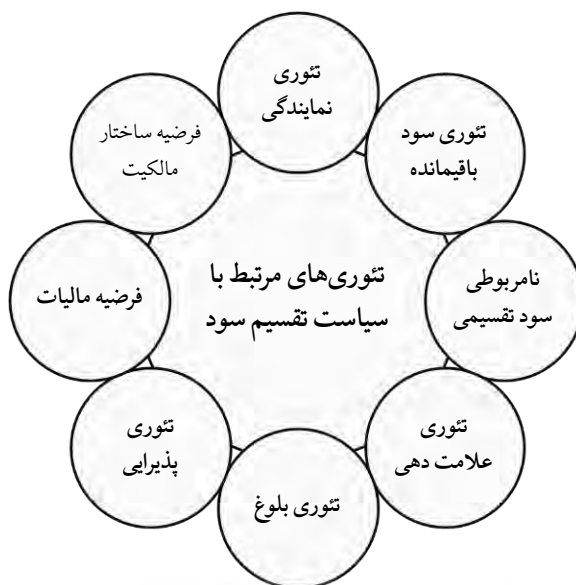 تئوری
نمایندگی
تئوری سود
باقیمانده
نامربوطی
سود تقسیمی
تئوری
علامت دهی
تئوری بلوغ
تئوری
پذیرایی
فرضیه مالیات
فرضیه ساختار
مالکیت
تئوری‌های مرتبط با
سیاست تقسیم سود